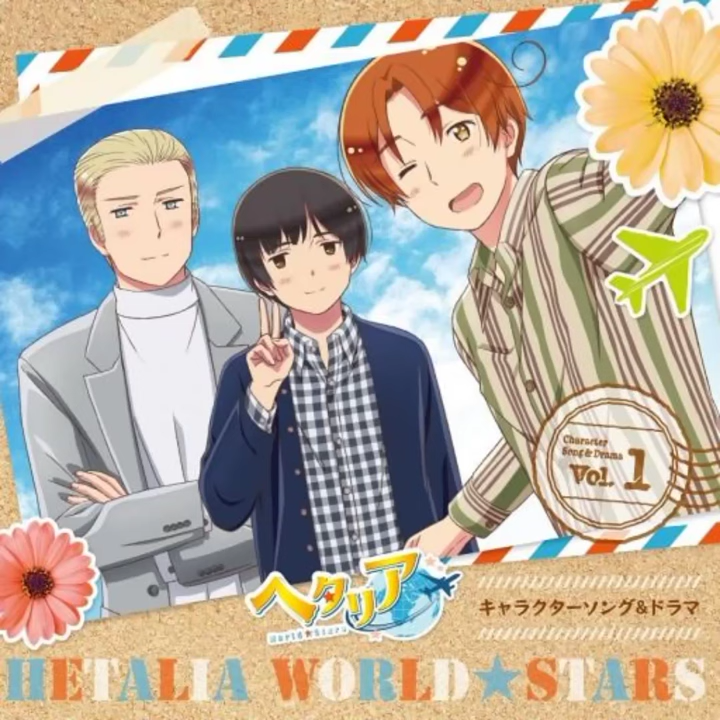 Character
Song & Drama
Vol. 1
ヘタリア
World★Stars
キャラクターソング&ドラマ
HETALIA WORLD★STARS